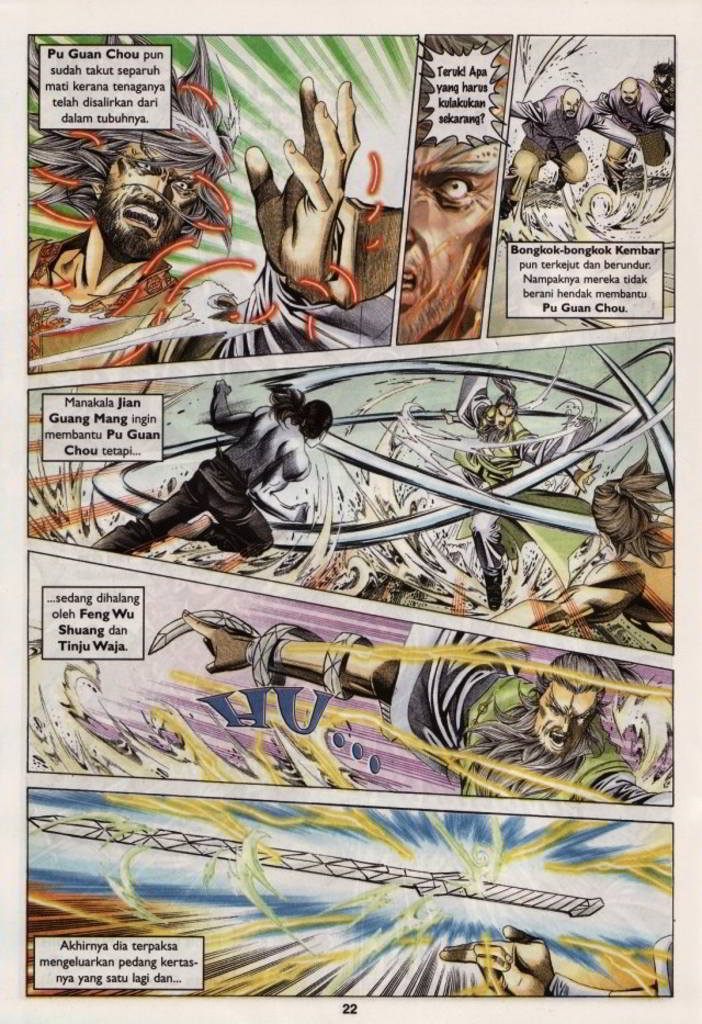 Pu Guan Chou pun
sudah takut separuh
mati kerana tenaganya
telah disalirkan dari
dalam tubuhnya.
Teruk! Apa
yang harus
kulakukan
sekarang?
Bongkok-bongkok Kembar
pun terkejut dan berundur.
Nampaknya mereka tidak
berani hendak membantu
Pu Guan Chou.
Manakala Jian
Guang Mang ingin
membantu Pu Guan
Chou tetapi...
...sedang dihalang
oleh Feng Wu
Shuang dan
Tinju Waja.
HU...
Akhirnya dia terpaksa
mengeluarkan pedang kertas-
nya yang satu lagi dan...
22